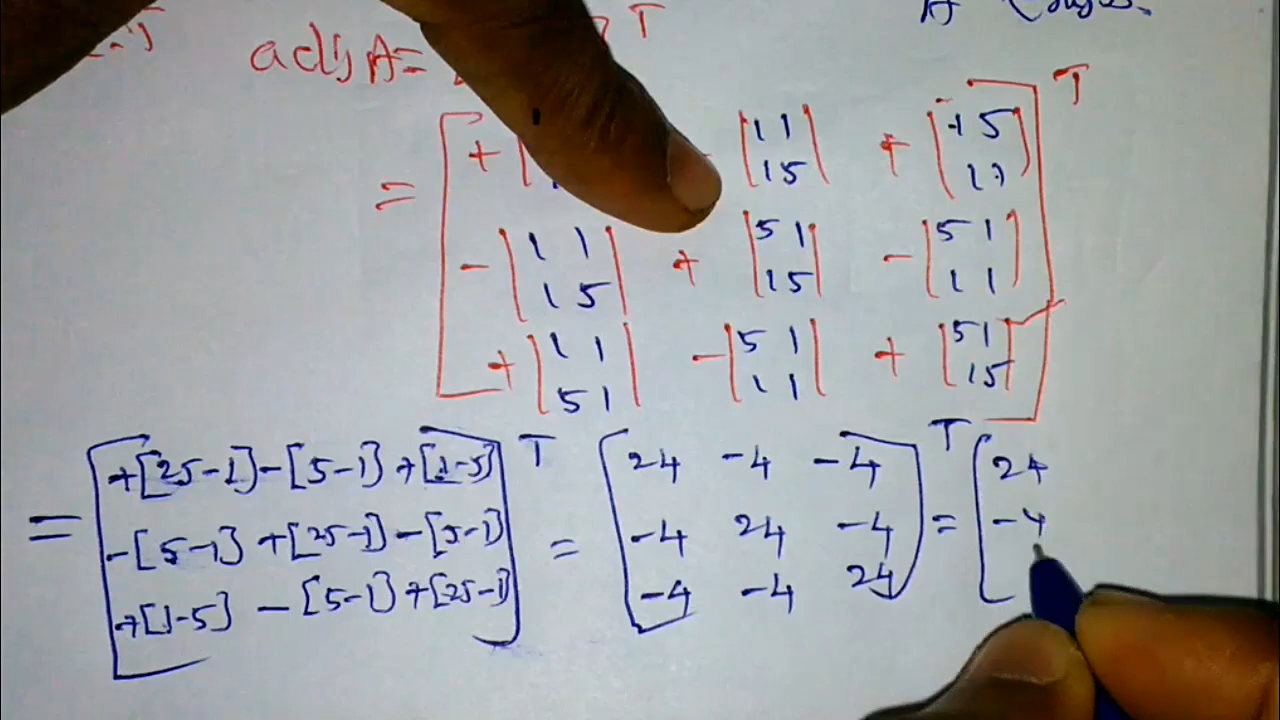 adj A = T
= [ + | | 1 1 | + | 1 5 | ] T
1 5 1 1
- | 1 1 | + | 5 1 | - | 5 1 |
1 5 1 5 1 1
+ | 1 1 | - | 5 1 | + | 5 1 |
5 1 1 1 1 5
= [ +[25-1] -[5-1] +[1-5] ] T = [ 24 -4 -4 ] T = [ 24
-[5-1] +[25-1] -[5-1] -4 24 -4 -4
+[1-5] -[5-1] +[25-1] -4 -4 24